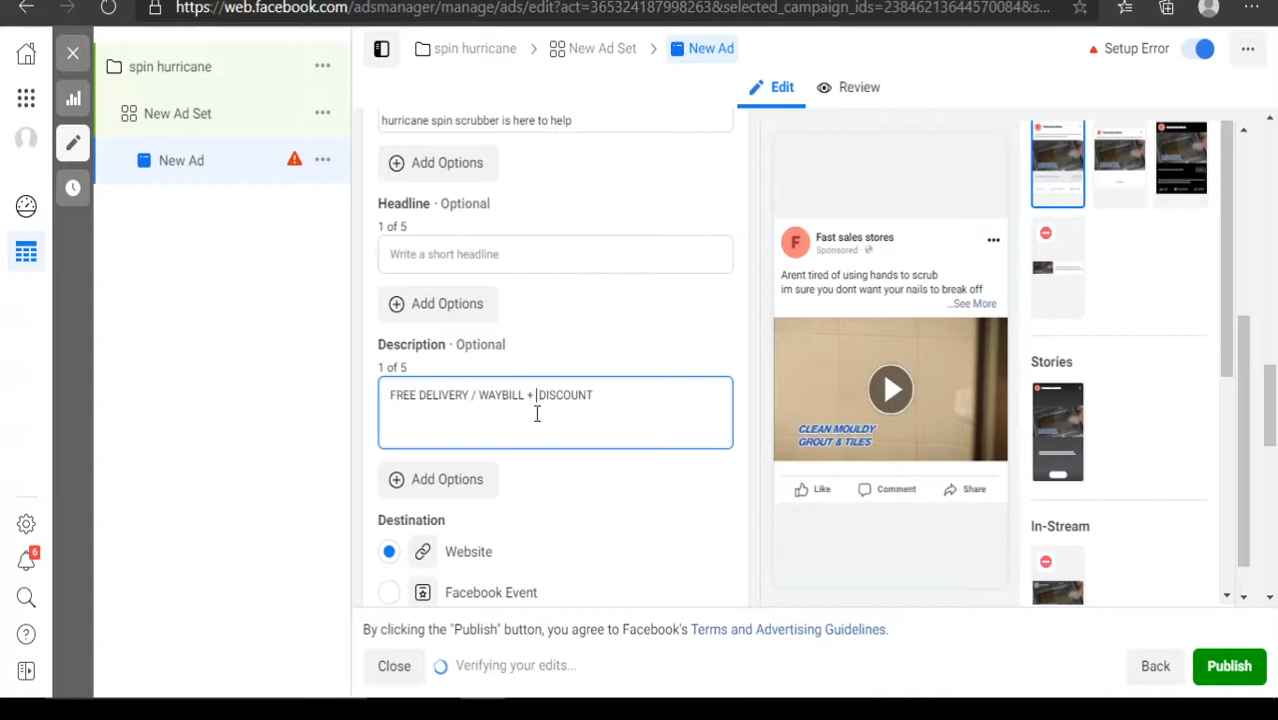 https://web.facebook.com/adsmanager/manage/ads/edit?act=365324187998263&selected_campaign_ids=23846213644570084&s...
spin hurricane
New Ad Set
New Ad
spin hurricane > New Ad Set > New Ad
Setup Error
Edit
Review
hurricane spin scrubber is here to help
Add Options
Headline · Optional
1 of 5
Write a short headline
Add Options
Description · Optional
1 of 5
FREE DELIVERY / WAYBILL + DISCOUNT
Add Options
Destination
Website
Facebook Event
F
Fast sales stores
Sponsored ·
Arent tired of using hands to scrub
im sure you dont want your nails to break off
...See More
CLEAN MOULDY
GROUT & TILES
Like
Comment
Share
Stories
In-Stream
6
By clicking the "Publish" button, you agree to Facebook's Terms and Advertising Guidelines.
Close
Verifying your edits...
Back
Publish